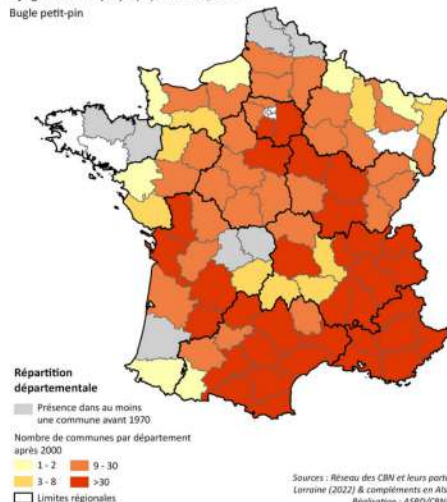 Bugle petit-pin
Répartition
départementale
Présence dans au moins
une commune avant 1970
Nombre de communes par département
après 2000
1 - 2
9 - 30
3 - 8
>30
Limites régionales
Sources : Réseau des CBN et leurs
Lorraine (2022) & compléments en
Réalisation :